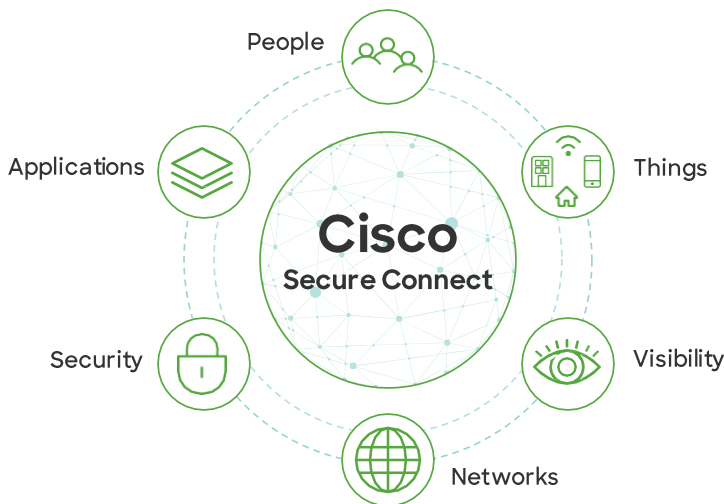 People
Applications
Things
Cisco
Secure Connect
Security
Visibility
Networks